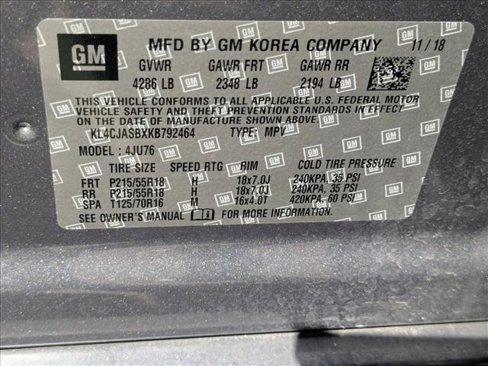 GM MFD BY GM KOREA COMPANY 11/18
GVWR GAWR FRT GAWR RR
4286 LB 2348 LB 2194 LB
THIS VEHICLE CONFORMS TO ALL APPLICABLE U.S. FEDERAL MOTOR
VEHICLE SAFETY AND THEFT PREVENTION STANDARDS IN EFFECT ON
THE DATE OF MANUFACTURE SHOWN ABOVE.
KL4CJASBXKB792464 TYPE: MPV
MODEL: 4JU76
TIRE SIZE SPEED RTG RIM COLD TIRE PRESSURE
FRT P215/55R18 H 18x7.0J 240KPA, 35 PSI
RR P215/55R18 H 18x7.0J 240KPA, 35 PSI
SPA T125/70R16 M 16x4.0T 420KPA, 60 PSI
SEE OWNER'S MANUAL FOR MORE INFORMATION.